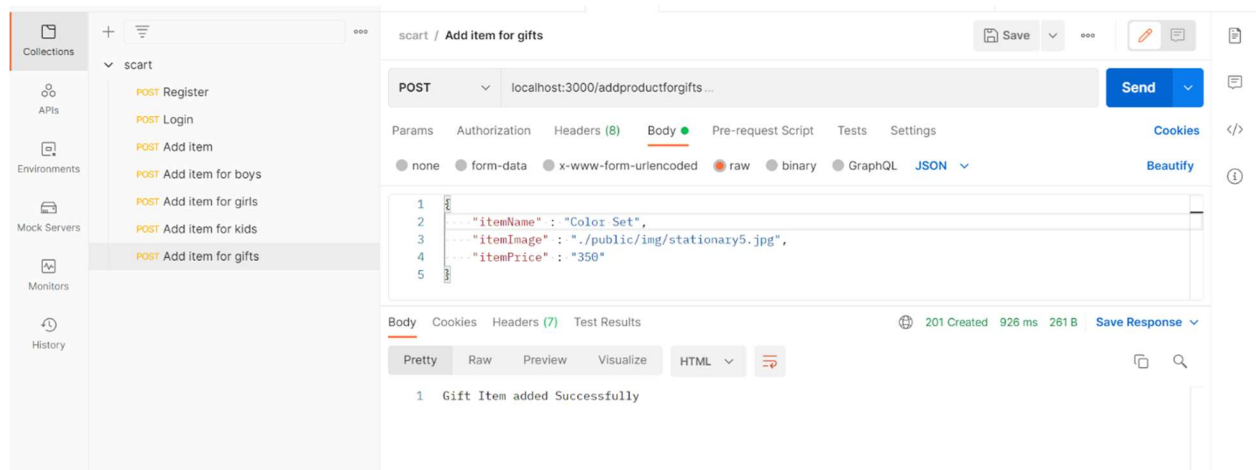 Collections
APIs
Environments
Mock Servers
Monitors
History
scart
POST Register
POST Login
POST Add item
POST Add item for boys
POST Add item for girls
POST Add item for kids
POST Add item for gifts
scart / Add item for gifts
Save
POST localhost:3000/addproductforgifts ... Send
Params Authorization Headers (8) Body Pre-request Script Tests Settings Cookies
none form-data x-www-form-urlencoded raw binary GraphQL JSON Beautify
1 {
2 "itemName" : "Color Set",
3 "itemImage" : "./public/img/stationary5.jpg",
4 "itemPrice" : "350"
5 }
Body Cookies Headers (7) Test Results 201 Created 926 ms 261 B Save Response
Pretty Raw Preview Visualize HTML
1 Gift Item added Successfully